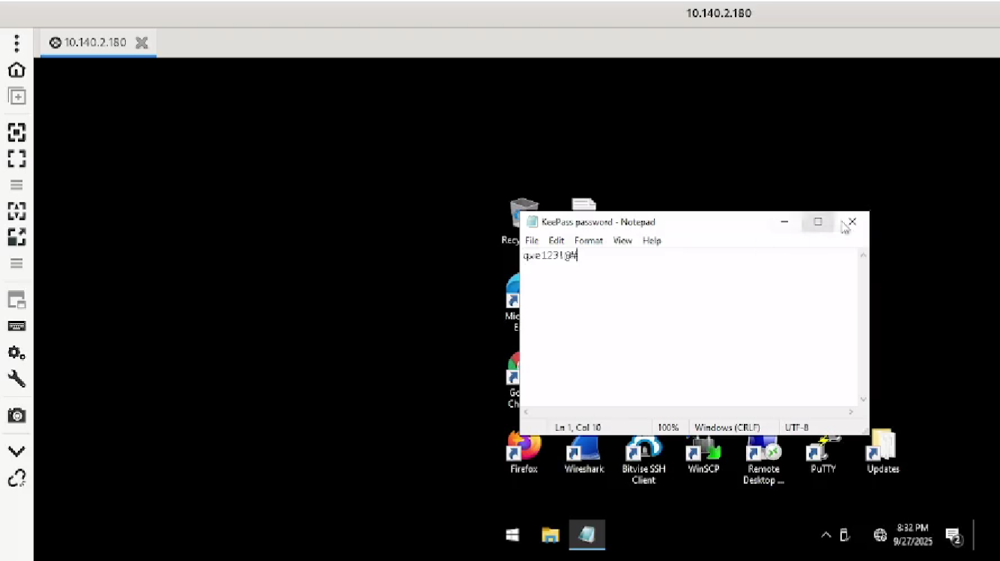 10.140.2.180
10.140.2.180
KeePass password - Notepad
Recy
File Edit Format View Help
qwe123!@#
Mic
E
Go
Ch
Ln 1, Col 10 100% Windows (CRLF) UTF-8
Firefox Wireshark Bitvise SSH Client WinSCP Remote Desktop ... PuTTY Updates
8:32 PM
9/27/2025
2